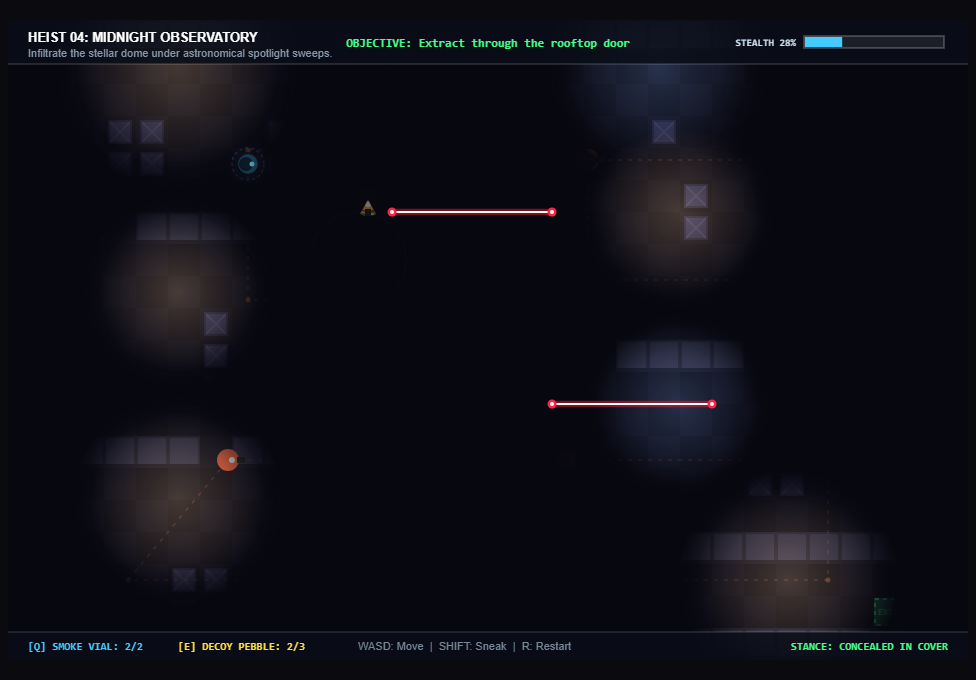 HEIST 04: MIDNIGHT OBSERVATORY
Infiltrate the stellar dome under astronomical spotlight sweeps.
OBJECTIVE: Extract through the rooftop door
STEALTH 28%
[Q] SMOKE VIAL: 2/2
[E] DECOY PEBBLE: 2/3
WASD: Move | SHIFT: Sneak | R: Restart
STANCE: CONCEALED IN COVER